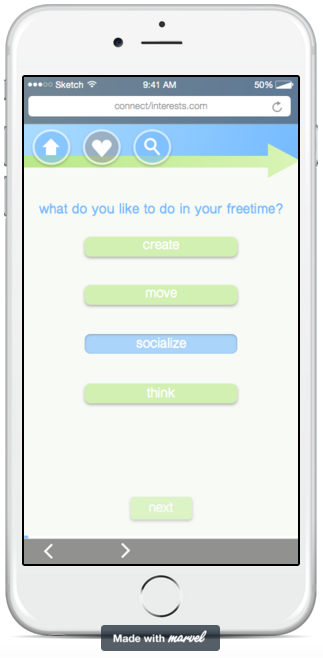 Sketch 9:41 AM 50%
connect/interests.com
what do you like to do in your freetime?
create
move
socialize
think
next
Made with marvel